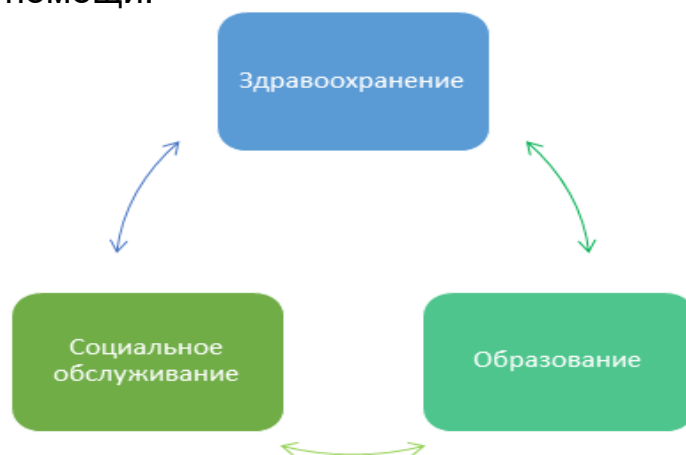 помощи.
Здравоохранение
Социальное
обслуживание
Образование